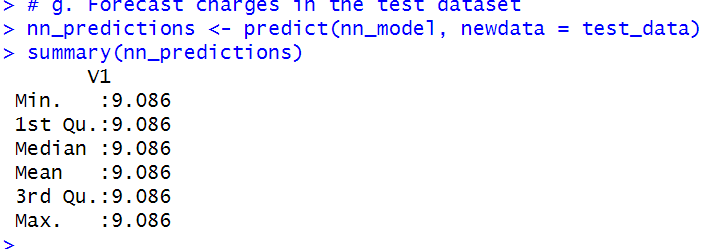 > # g. Forecast charges in the test dataset
> nn_predictions <- predict(nn_model, newdata = test_data)
> summary(nn_predictions)
       V1
 Min.   :9.086
 1st Qu.:9.086
 Median :9.086
 Mean   :9.086
 3rd Qu.:9.086
 Max.   :9.086
>